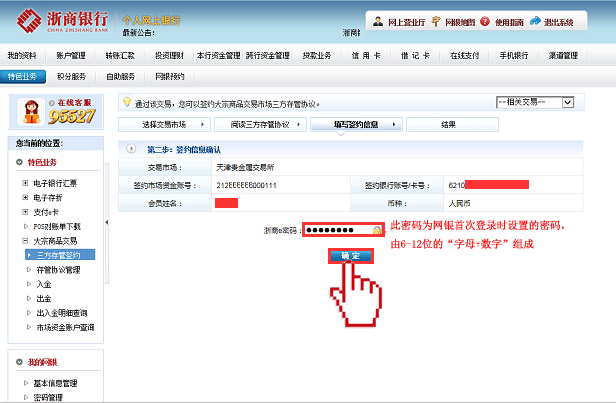 浙商银行
CHINA ZHESHANG BANK
个人网上银行
最新公告:
浙商
网上营业厅 网银地图 使用指南 退出系统
我的资料 账户管理 转账汇款 投资理财 本行资金管理 跨行资金管理 贷款业务 信 用 卡 借 记 卡 在线支付 手机银行 渠道管理
特色业务 积分服务 自助服务 网银预约
在线客服
95527
您当前的位置:
特色业务
电子银行汇票
电子存折
支付e卡
POS对账单下载
大宗商品交易
三方存管签约
存管协议管理
入金
出金
出入金明细查询
市场资金账户查询
我的网银
基本信息管理
密码管理
通过该交易,您可以签约大宗商品交易市场三方存管协议。
--相关交易--
选择交易市场 阅读三方存管协议 填写签约信息 结果
第二步:签约信息确认
交易市场: 天津贵金属交易所
签约市场资金账号: 212EEEEEE000111 签约银行账号/卡号: 6210
会员姓名: 币种: 人民币
浙商e密码: ●●●●●●●●
此密码为网银首次登录时设置的密码,
由6-12位的“字母+数字”组成
确 定